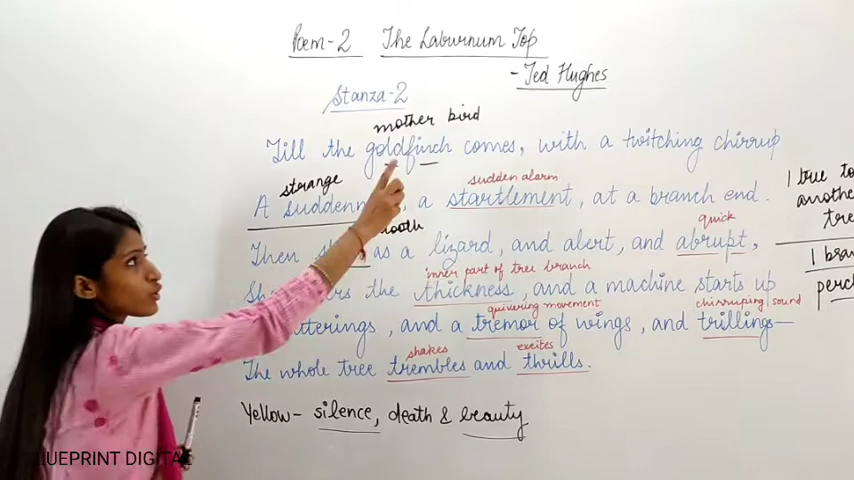 Poem-2 The Laburnum Top
- Ted Hughes
Stanza-2
mother bird
Till the goldfinch comes, with a twitching chirrup
strange sudden alarm
A suddenn , a startlement, at a branch end.
quick
Then as a lizard, and alert, and abrupt,
inner part of tree branch
the thickness, and a machine starts up
quivering movement chirruping sound
, and a tremor of wings, and trillings—
shakes excites
The whole tree trembles and thrills.
Yellow- silence, death & beauty
1 tree to
another
tree
1 bra
perch
BLUEPRINT DIGITAL